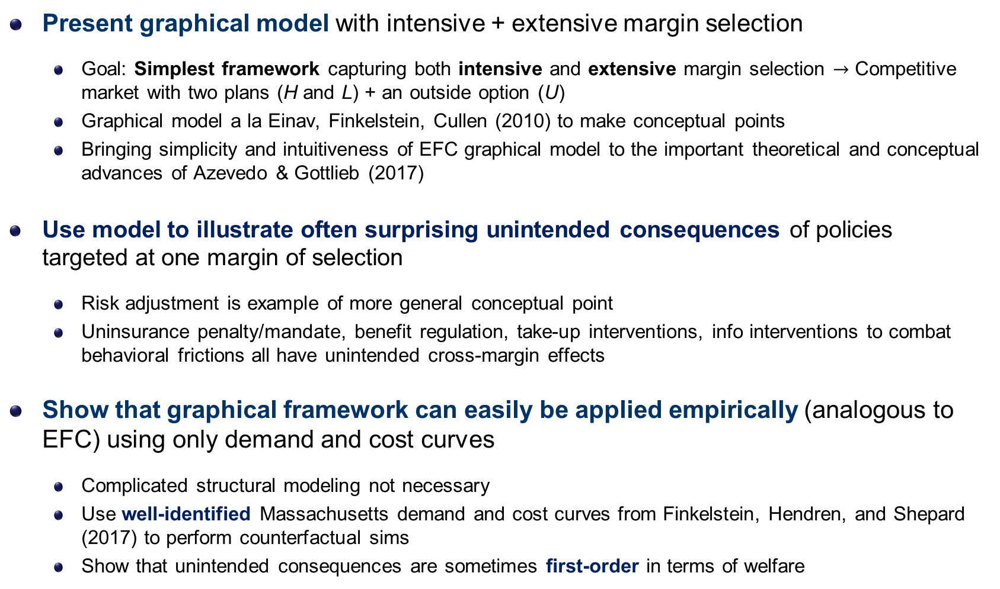 Present graphical model with intensive + extensive margin selection
Goal: Simplest framework capturing both intensive and extensive margin selection → Competitive
market with two plans (H and L) + an outside option (U)
Graphical model a la Einav, Finkelstein, Cullen (2010) to make conceptual points
Bringing simplicity and intuitiveness of EFC graphical model to the important theoretical and conceptual
advances of Azevedo & Gottlieb (2017)
Use model to illustrate often surprising unintended consequences of policies
targeted at one margin of selection
Risk adjustment is example of more general conceptual point
Uninsurance penalty/mandate, benefit regulation, take-up interventions, info interventions to combat
behavioral frictions all have unintended cross-margin effects
Show that graphical framework can easily be applied empirically (analogous to
EFC) using only demand and cost curves
Complicated structural modeling not necessary
Use well-identified Massachusetts demand and cost curves from Finkelstein, Hendren, and Shepard
(2017) to perform counterfactual sims
Show that unintended consequences are sometimes first-order in terms of welfare